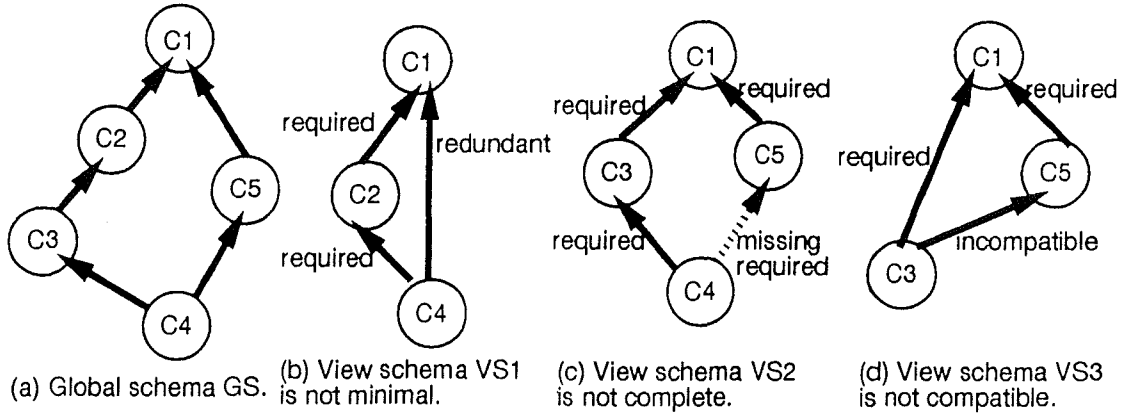 C1
C2
C5
C3
C4
(a) Global schema GS.
C1
required
redundant
C2
required
C4
(b) View schema VS1
is not minimal.
C1
required
required
C3
C5
required
missing
required
C4
(c) View schema VS2
is not complete.
C1
required
required
C5
incompatible
C3
(d) View schema VS3
is not compatible.